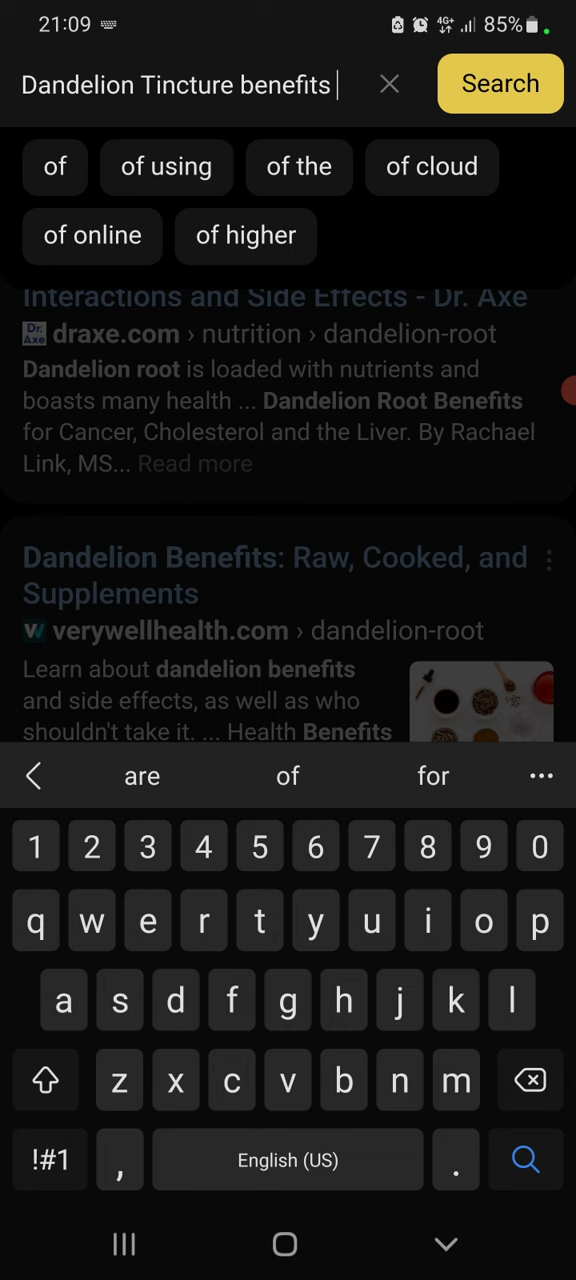 21:09 4G+ 85%
Dandelion Tincture benefits Search
of of using of the of cloud
of online of higher
Interactions and Side Effects - Dr. Axe
Dr. Axe draxe.com › nutrition › dandelion-root
Dandelion root is loaded with nutrients and
boasts many health ... Dandelion Root Benefits
for Cancer, Cholesterol and the Liver. By Rachael
Link, MS... Read more
Dandelion Benefits: Raw, Cooked, and
Supplements
verywellhealth.com › dandelion-root
Learn about dandelion benefits
and side effects, as well as who
shouldn't take it. ... Health Benefits
are of for
1 2 3 4 5 6 7 8 9 0
q w e r t y u i o p
a s d f g h j k l
z x c v b n m
!#1 , English (US) .